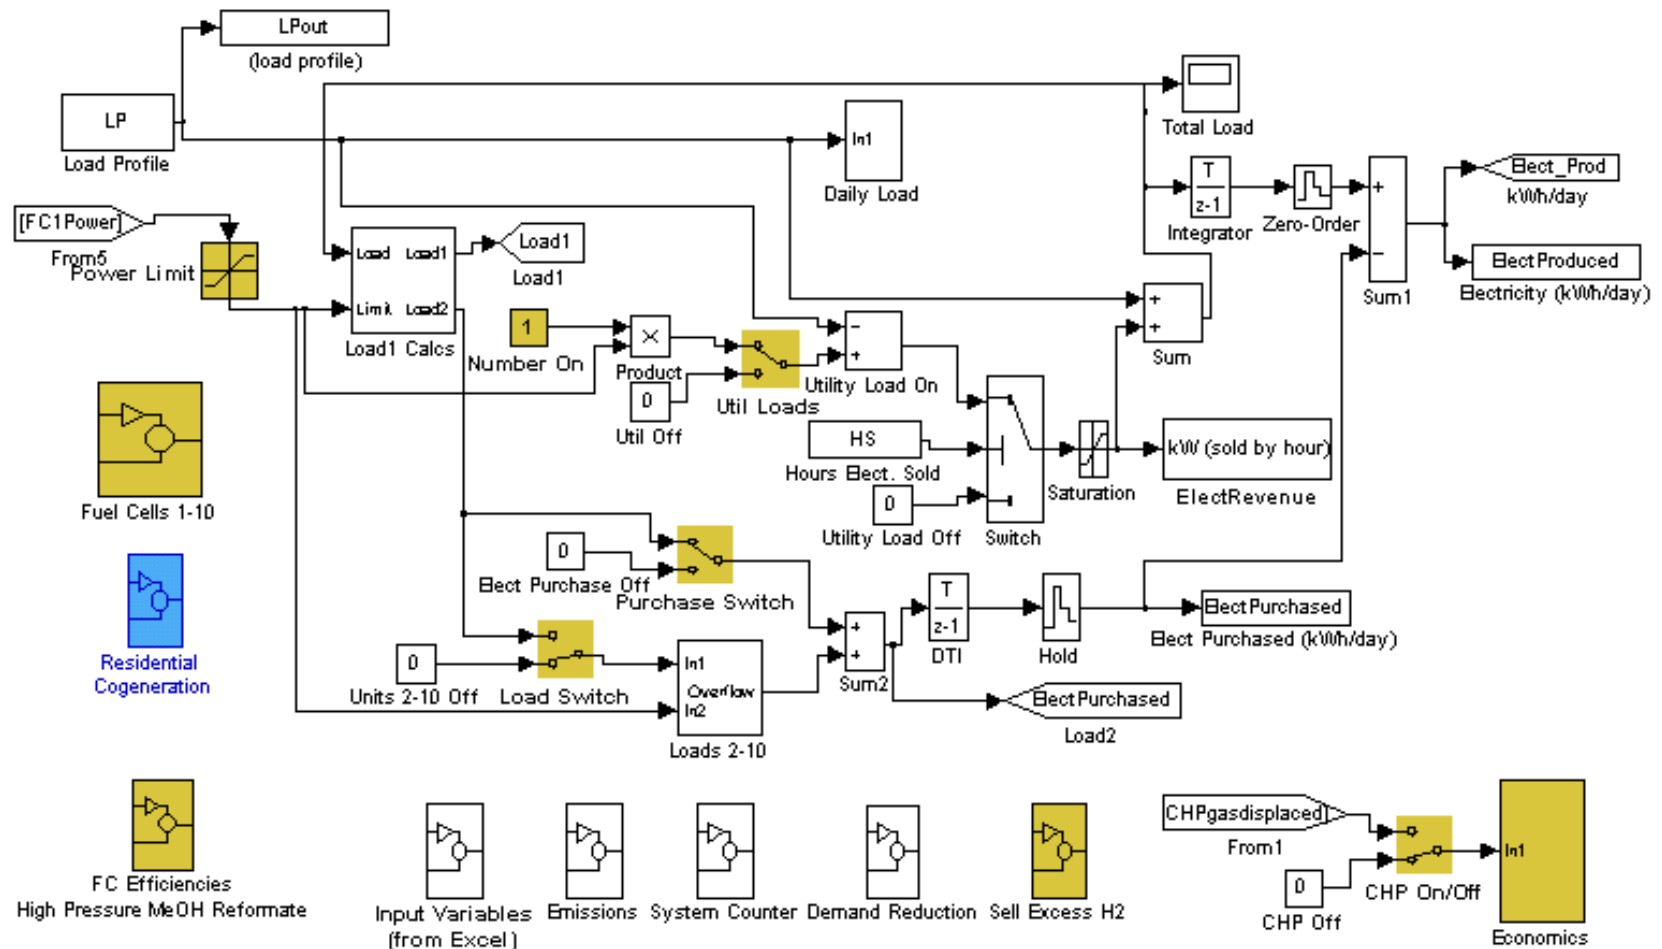 LPout
(load profile)
LP
Load Profile
Total Load
In1
Daily Load
[FC1Power]
From5
Power Limit
Load Load1
Limit Load2
Load1 Calcs
Load1
Load1
T
z-1
Integrator
Zero-Order
+
−
Sum1
Elect_Prod
kWh/day
ElectProduced
Electricity (kWh/day)
1
Number On
×
Product
0
Util Off
Util Loads
−
+
Utility Load On
+
+
Sum
HS
Hours Elect. Sold
0
Utility Load Off
Switch
Saturation
kW (sold by hour)
ElectRevenue
Fuel Cells 1-10
0
Elect Purchase Off
Purchase Switch
Residential
Cogeneration
0
Units 2-10 Off
Load Switch
In1
Overflow
In2
Loads 2-10
+
+
Sum2
T
z-1
DTI
Hold
ElectPurchased
Elect Purchased (kWh/day)
ElectPurchased
Load2
FC Efficiencies
High Pressure MeOH Reformate
Input Variables
(from Excel)
Emissions
System Counter
Demand Reduction
Sell Excess H2
CHPgasdisplaced]
From1
0
CHP Off
CHP On/Off
In1
Economics